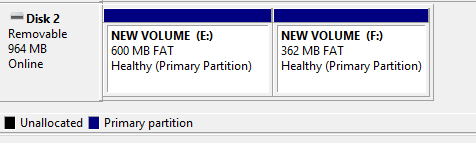 Disk 2
Removable
964 MB
Online
NEW VOLUME (E:)
600 MB FAT
Healthy (Primary Partition)
NEW VOLUME (F:)
362 MB FAT
Healthy (Primary Partition)
Unallocated Primary partition